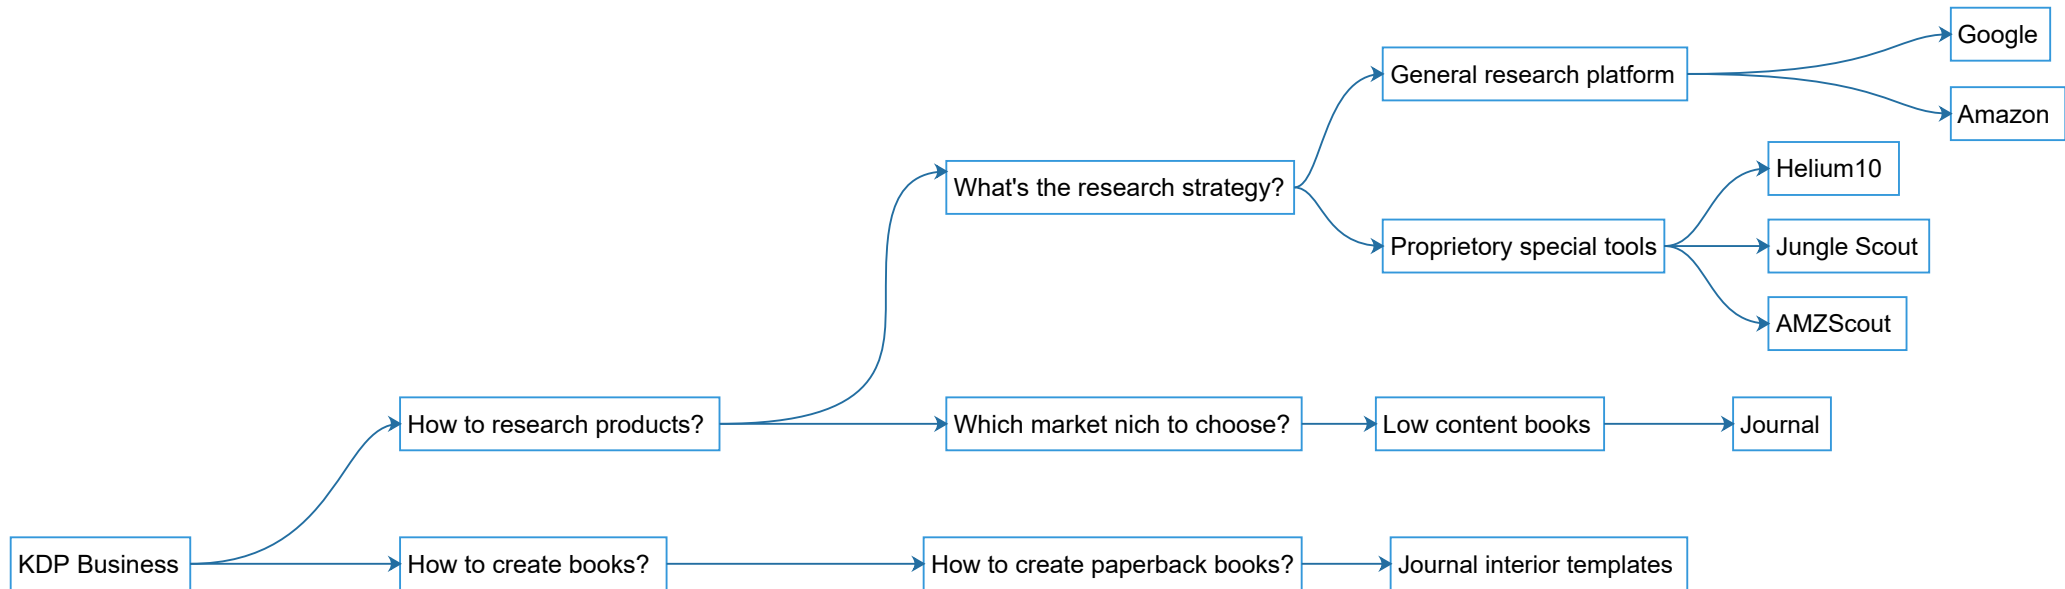 Google
General research platform
Amazon
Helium10
What's the research strategy?
Proprietory special tools
Jungle Scout
AMZScout
How to research products?
Which market nich to choose?
Low content books
Journal
KDP Business
How to create books?
How to create paperback books?
Journal interior templates